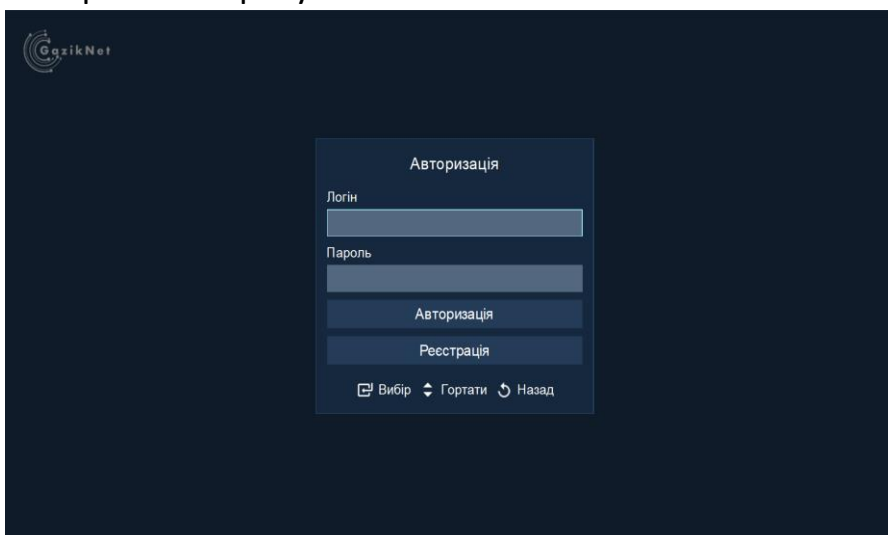 GazikNet
Авторизація
Логін
Пароль
Авторизація
Реєстрація
Вибір Гортати Назад